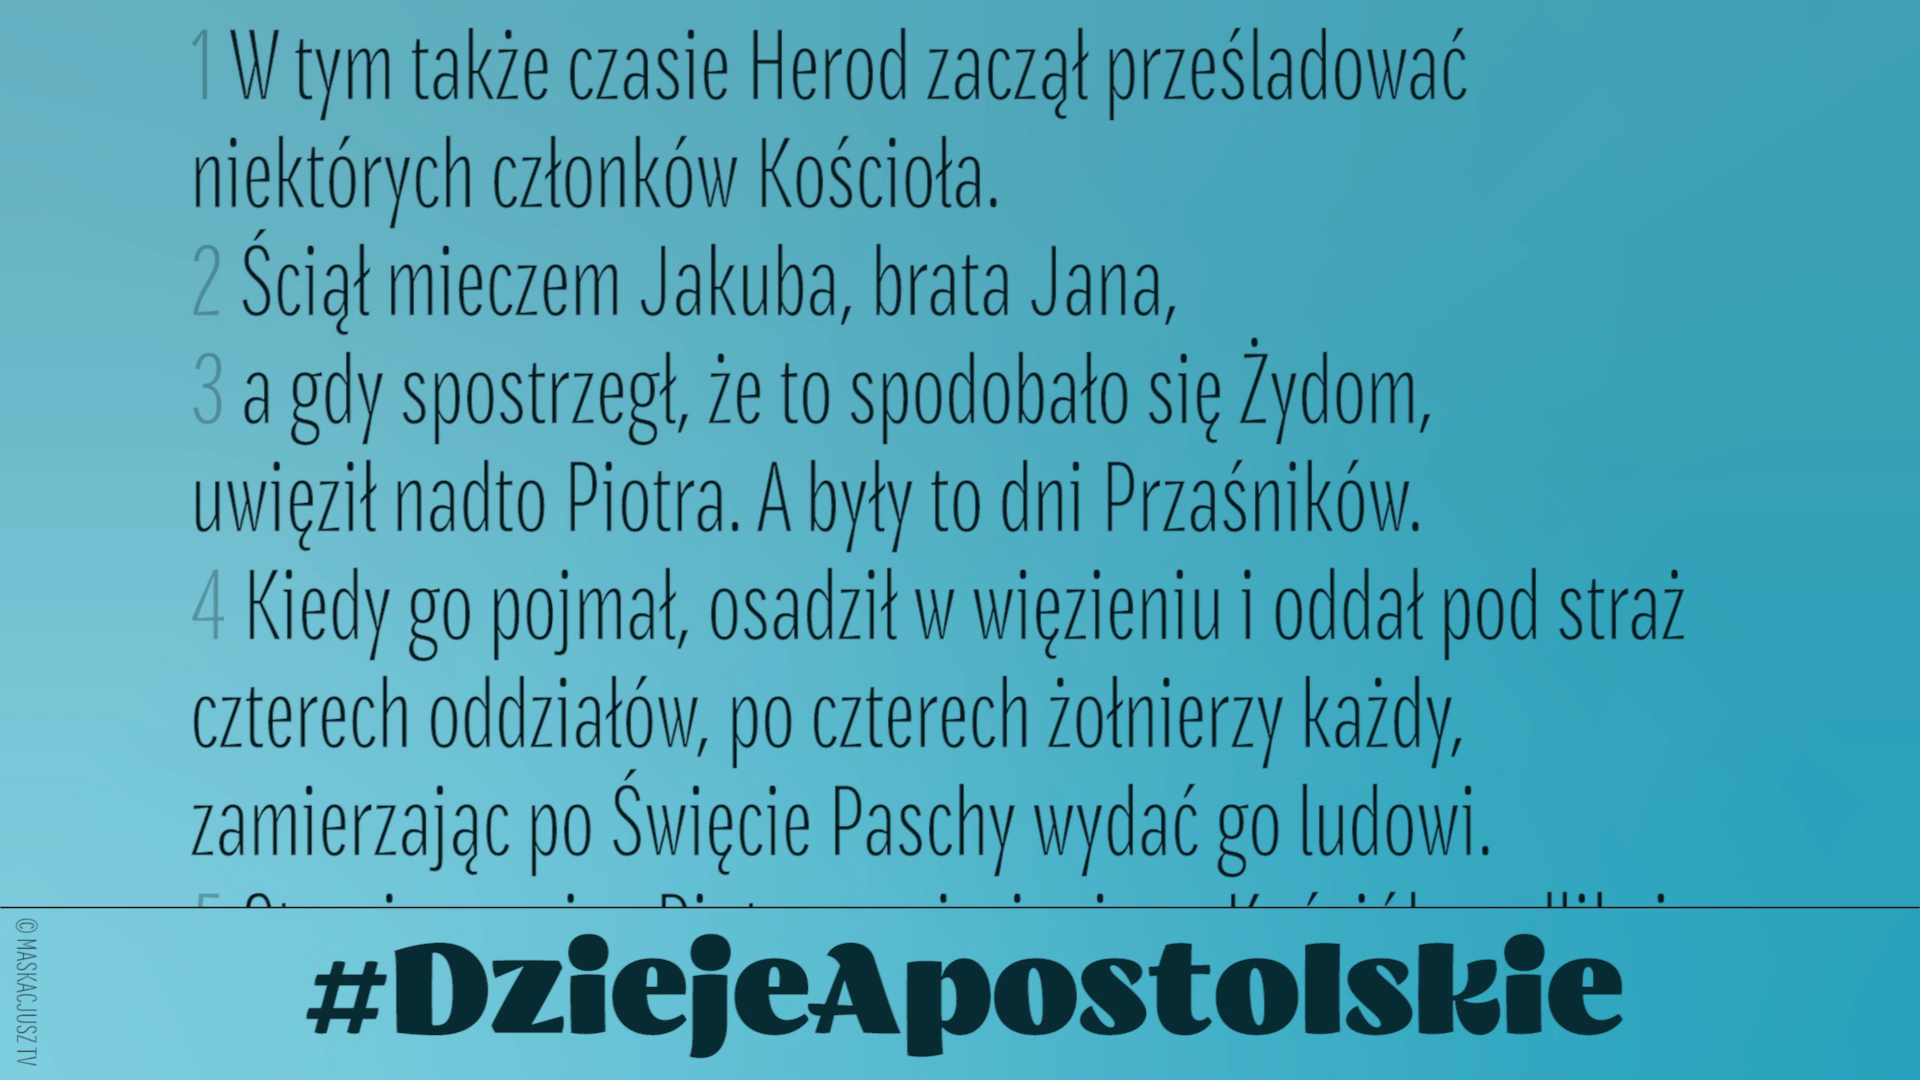 1 W tym także czasie Herod zaczął prześladować
niektórych członków Kościoła.
2 Ściął mieczem Jakuba, brata Jana,
3 a gdy spostrzegł, że to spodobało się Żydom,
uwięził nadto Piotra. A były to dni Przaśników.
4 Kiedy go pojmał, osadził w więzieniu i oddał pod straż
czterech oddziałów, po czterech żołnierzy każdy,
zamierzając po Święcie Paschy wydać go ludowi.
#DziejeApostolskie
© MASKACJUSZ TV